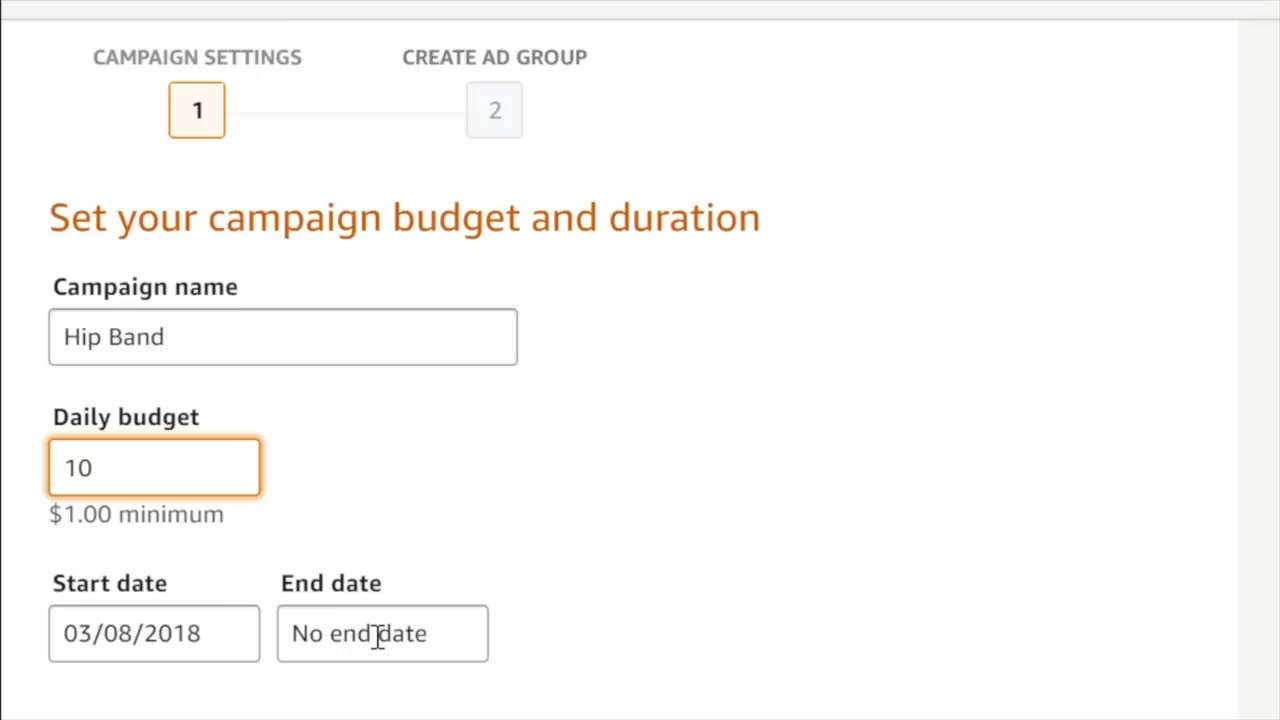 CAMPAIGN SETTINGS CREATE AD GROUP
1 2
Set your campaign budget and duration
Campaign name
Hip Band
Daily budget
10
$1.00 minimum
Start date End date
03/08/2018 No end date